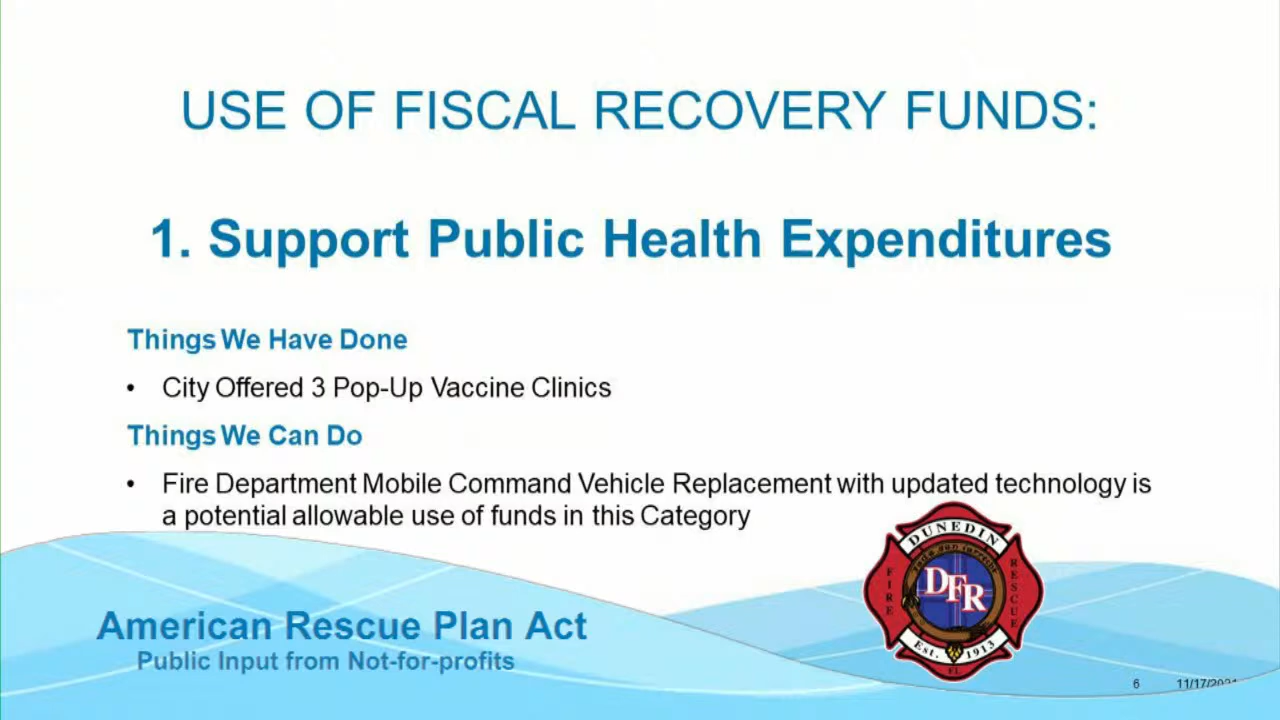 USE OF FISCAL RECOVERY FUNDS:
1. Support Public Health Expenditures
Things We Have Done
• City Offered 3 Pop-Up Vaccine Clinics
Things We Can Do
• Fire Department Mobile Command Vehicle Replacement with updated technology is
a potential allowable use of funds in this Category
DUNEDIN
FIRE
DFR
RESCUE
Est. 1913
FL
American Rescue Plan Act
Public Input from Not-for-profits
6